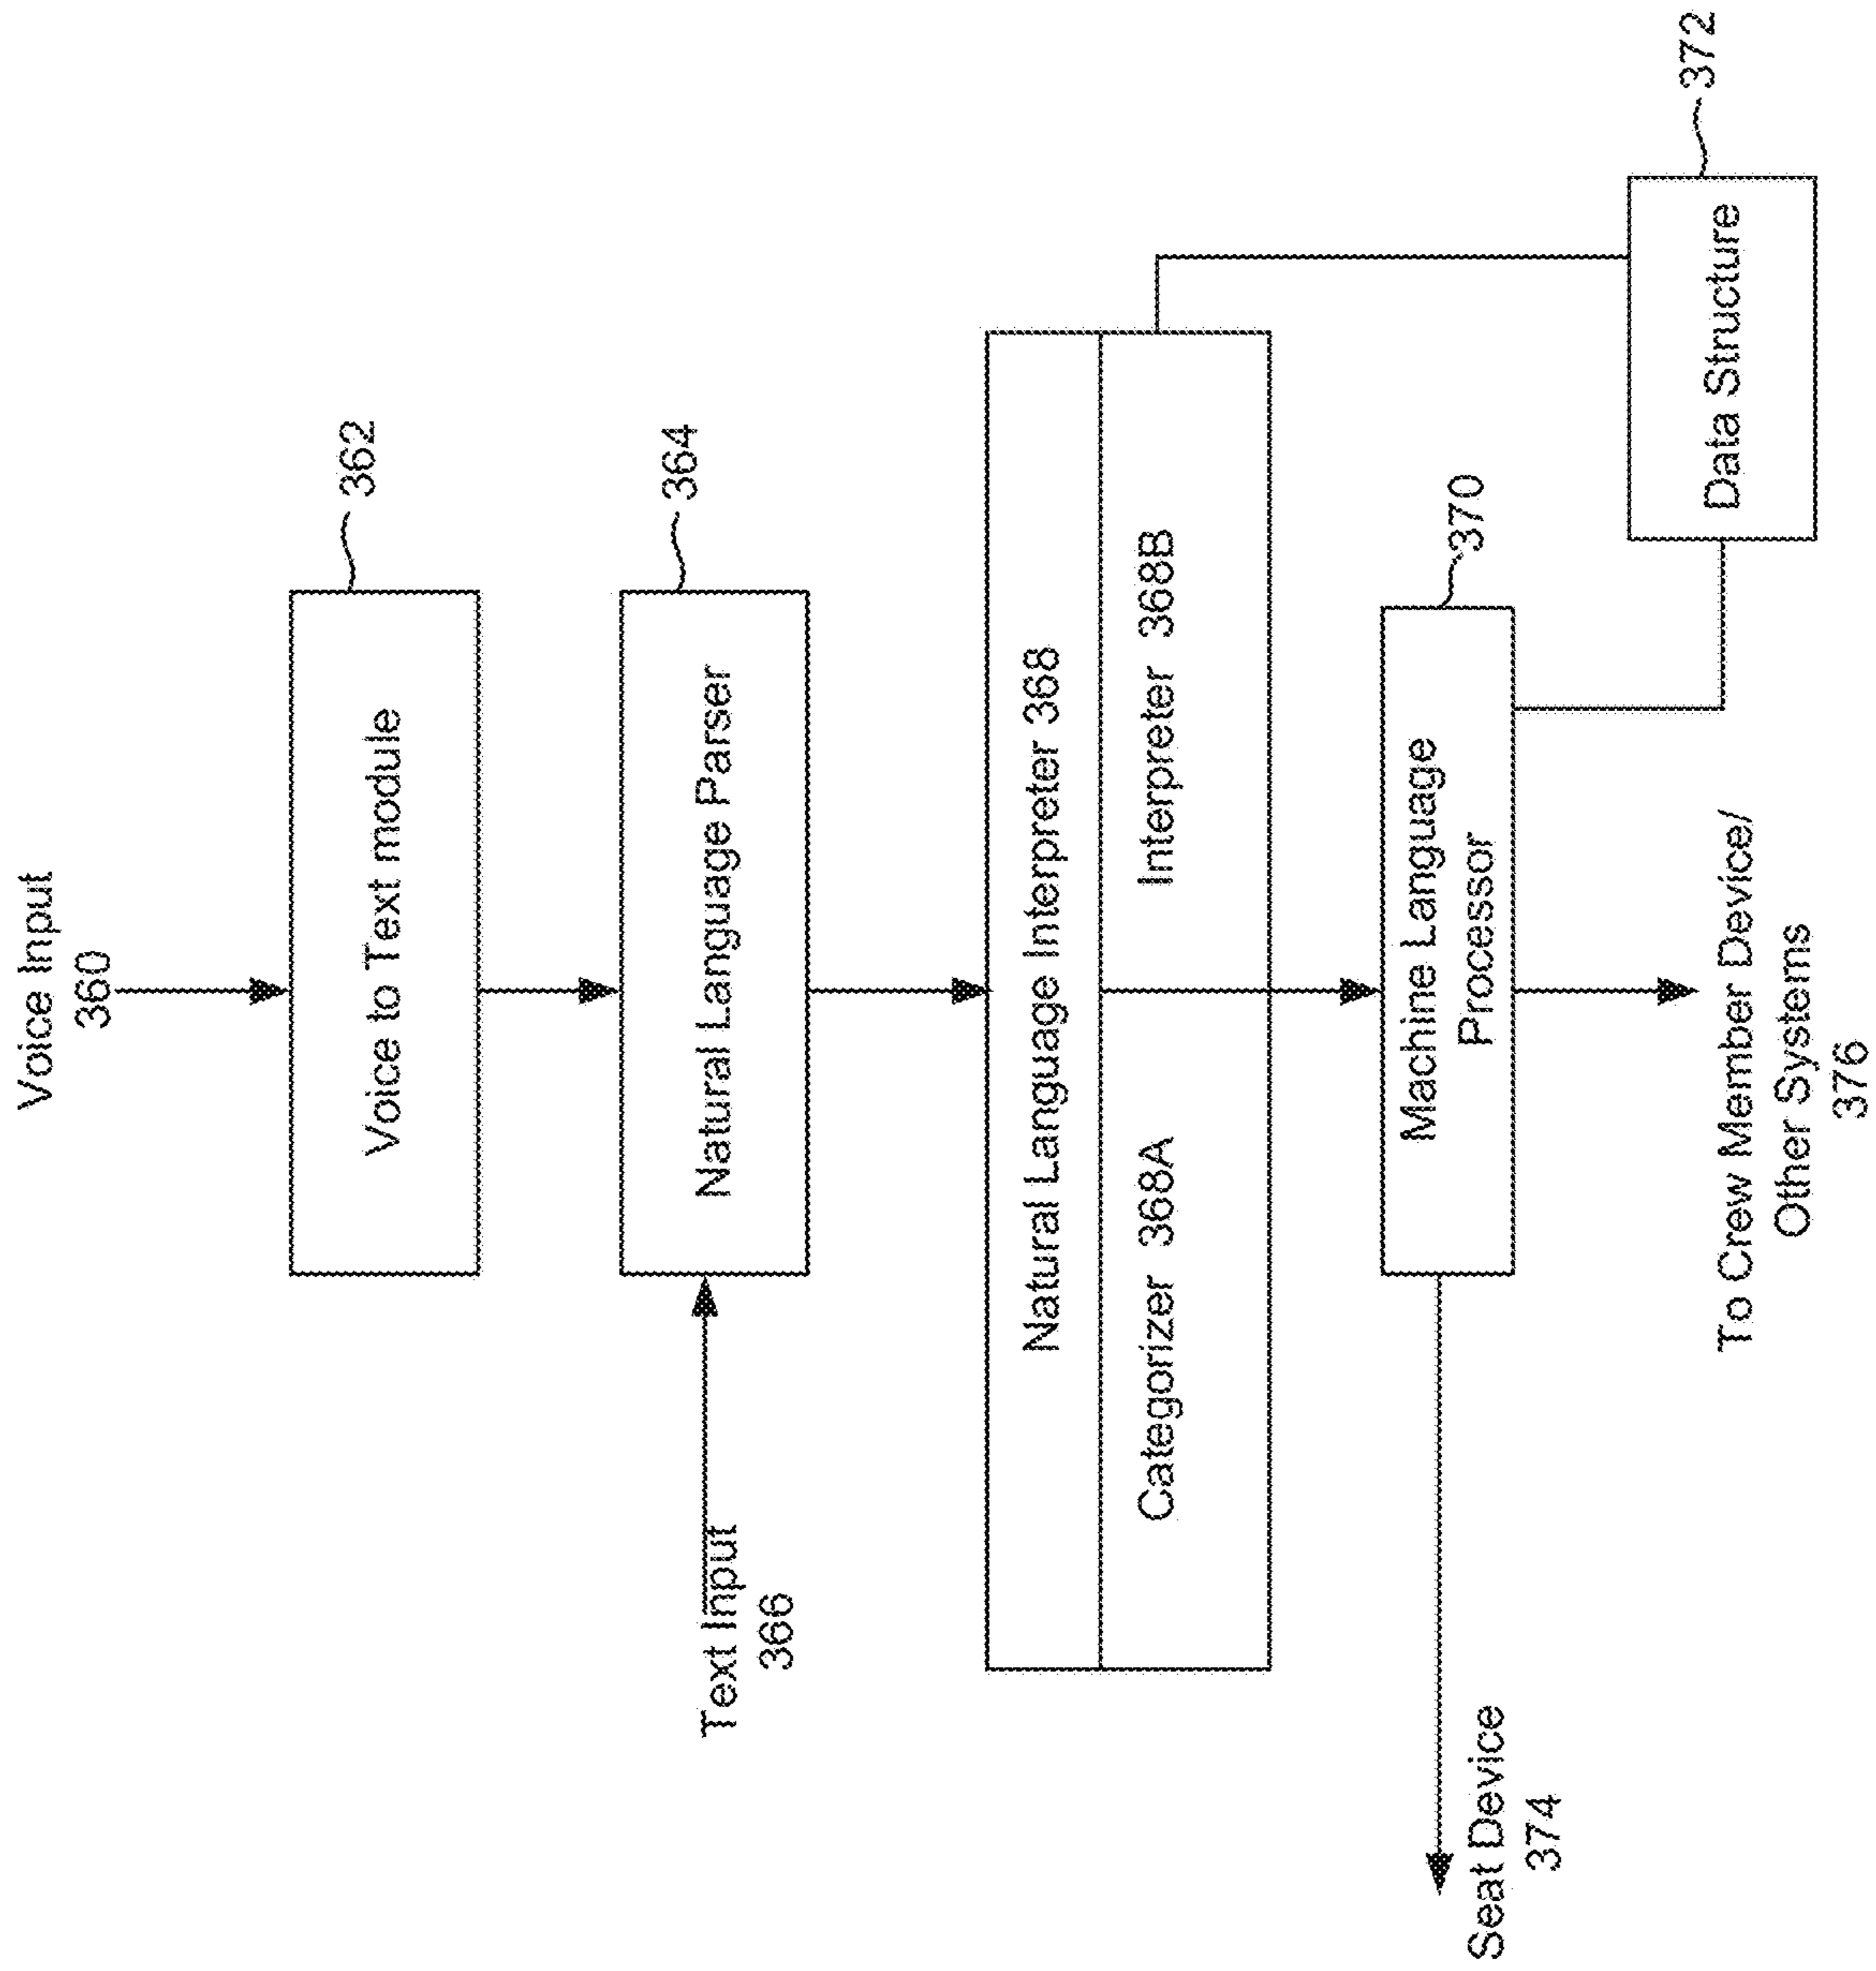 Voice Input
360
Voice to Text module
362
Natural Language Parser
364
Text Input
366
Natural Language Interpreter 368
Categorizer 368A
Interpreter 368B
Machine Language
Processor
370
Data Structure
372
Seat Device
374
To Crew Member Device/
Other Systems
376